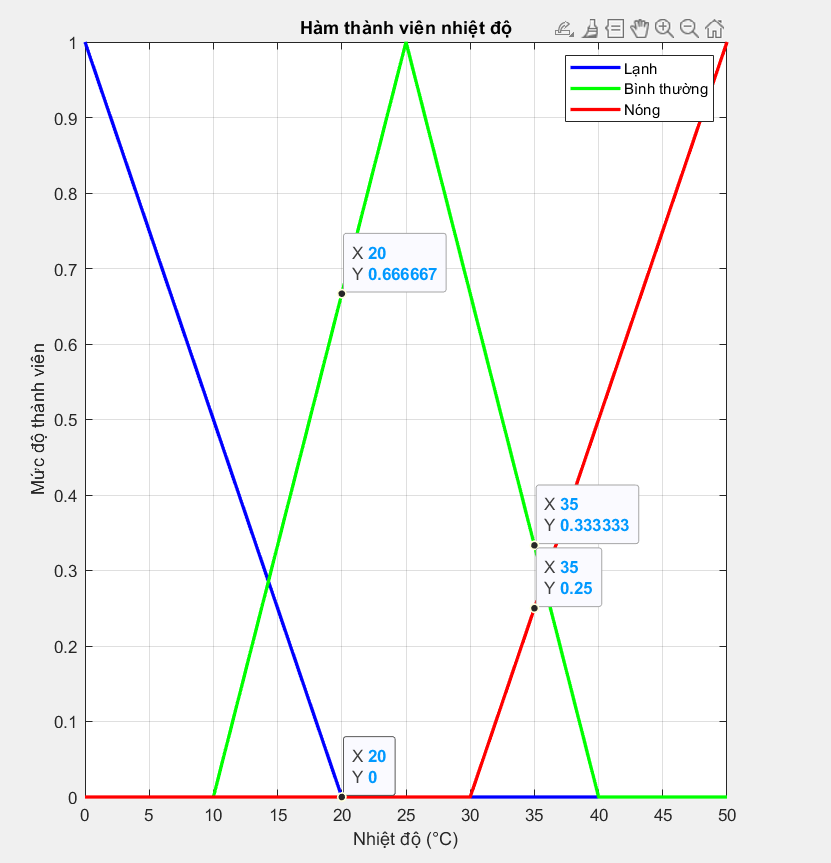 Hàm thành viên nhiệt độ
Lạnh
Bình thường
Nóng
1
0.9
0.8
0.7
0.6
0.5
0.4
0.3
0.2
0.1
0
Mức độ thành viên
X 20
Y 0.666667
X 35
Y 0.333333
X 35
Y 0.25
X 20
Y 0
0 5 10 15 20 25 30 35 40 45 50
Nhiệt độ (°C)